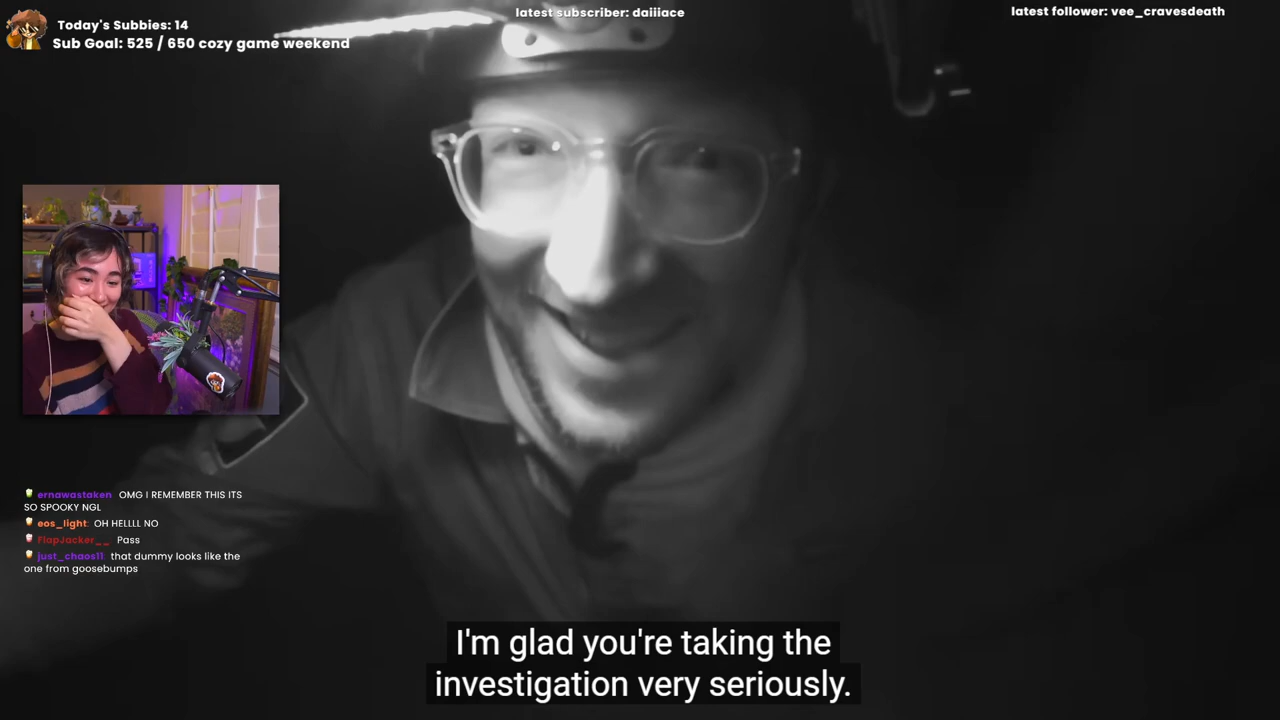 latest subscriber: daiiiace
latest follower: vee_cravesdeath
Today's Subbies: 14
Sub Goal: 525 / 650 cozy game weekend
ernawastaken OMG I REMEMBER THIS ITS
SO SPOOKY NGL
eos_light: OH HELLLL NO
FlapJacker__ Pass
just_chaos11: that dummy looks like the
one from goosebumps
I'm glad you're taking the
investigation very seriously.